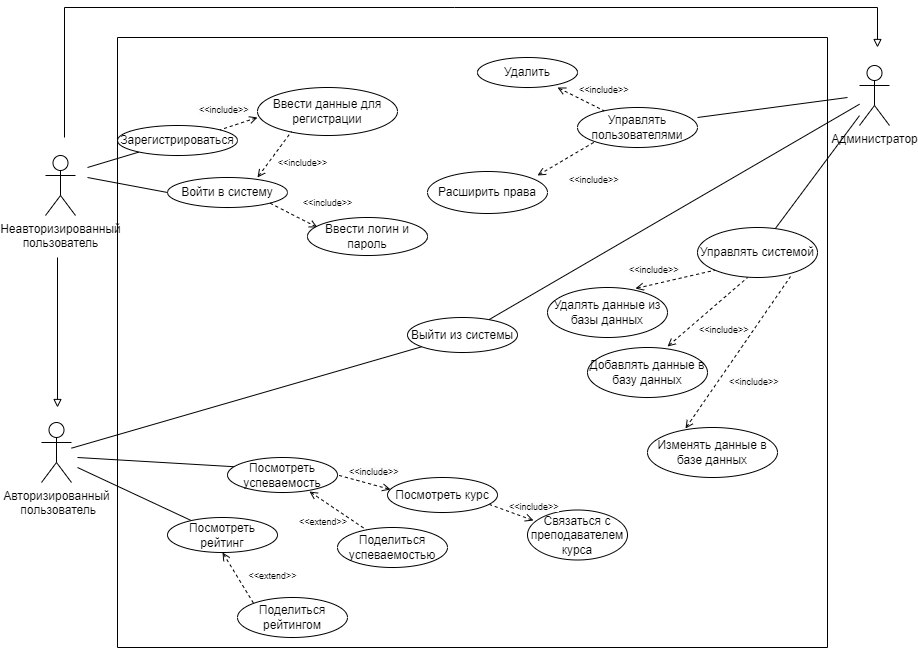 Удалить
<<include>>
<<include>>
Ввести данные для
регистрации
Управлять
пользователями
Зарегистрироваться
Администратор
<<include>>
<<include>>
Войти в систему
Расширить права
<<include>>
Неавторизированный
пользователь
Ввести логин и
пароль
Управлять системой
<<include>>
Удалять данные из
базы данных
<<include>>
Выйти из системы
Добавлять данные в
базу данных
<<include>>
Изменять данные в
базе данных
Авторизированный
пользователь
Посмотреть
успеваемость
<<include>>
Посмотреть курс
<<include>>
<<extend>>
Связаться с
преподавателем
курса
Посмотреть
рейтинг
Поделиться
успеваемостью
<<extend>>
Поделиться
рейтингом